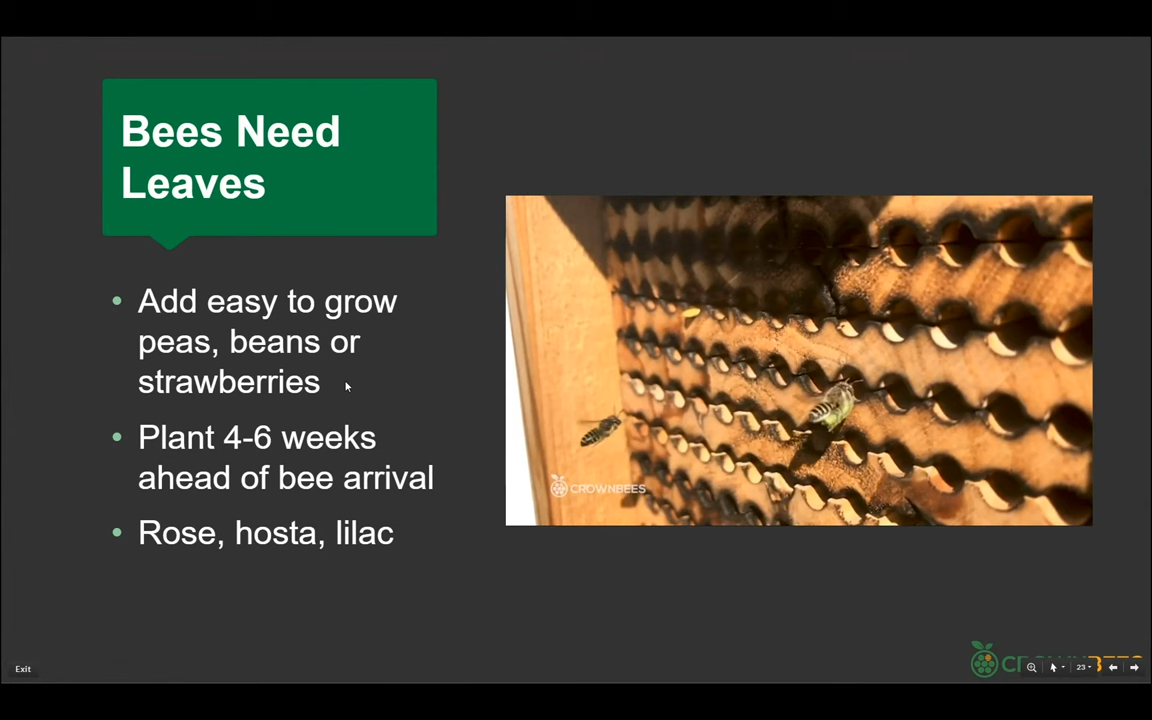 Bees Need
Leaves
• Add easy to grow
peas, beans or
strawberries
• Plant 4-6 weeks
ahead of bee arrival
• Rose, hosta, lilac
CROWNBEES
Exit
23